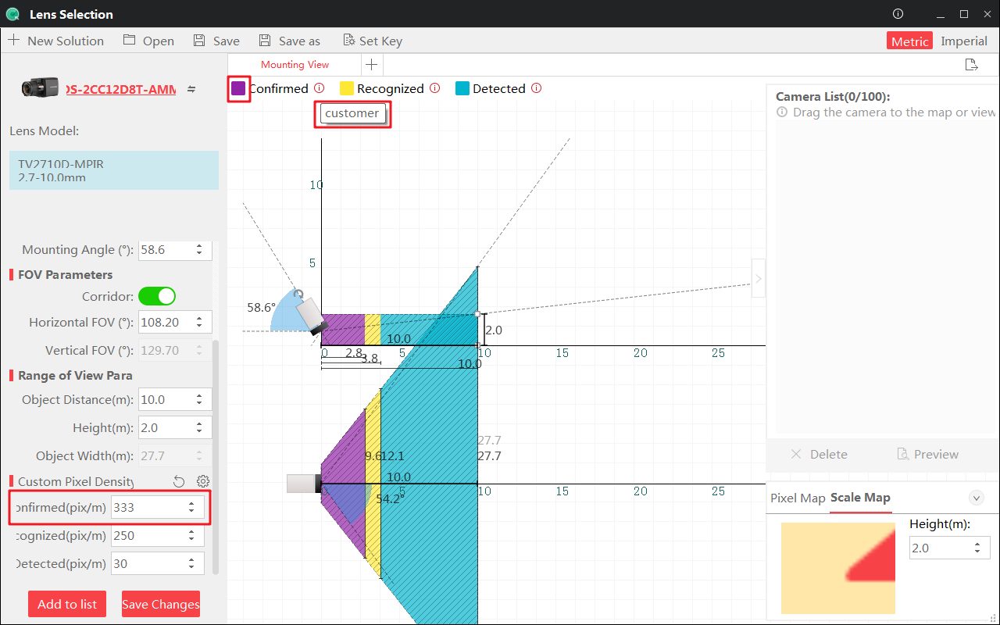 Lens Selection
New Solution Open Save Save as Set Key Metric Imperial
DS-2CC12D8T-AMM
Lens Model:
TV2710D-MPIR
2.7-10.0mm
Mounting Angle (°): 58.6
FOV Parameters
Corridor:
Horizontal FOV (°): 108.20
Vertical FOV (°): 129.70
Range of View Para
Object Distance(m): 10.0
Height(m): 2.0
Object Width(m): 27.7
Custom Pixel Density
onfirmed(pix/m) 333
cognized(pix/m) 250
Detected(pix/m) 30
Add to list Save Changes
Mounting View
Confirmed Recognized Detected
customer
10
5
58.6°
2.0
10.0
0 5 10 15 20 25
2.8
3.8
10.0
27.7
9.6 12.1 27.7
10.0
0 10 15 20 25
54.2°
Camera List(0/100):
Drag the camera to the map or view
Delete Preview
Pixel Map Scale Map
Height(m):
2.0